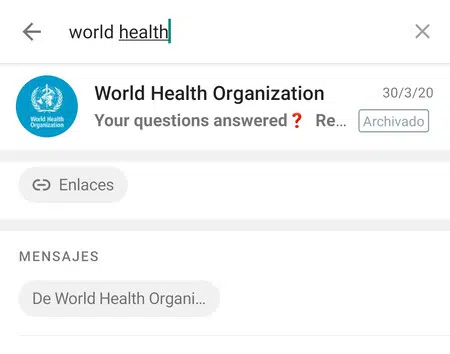 world health
World Health Organization 30/3/20
Your questions answered❓ Re... Archivado
World Health
Organization
Enlaces
MENSAJES
De World Health Organi...